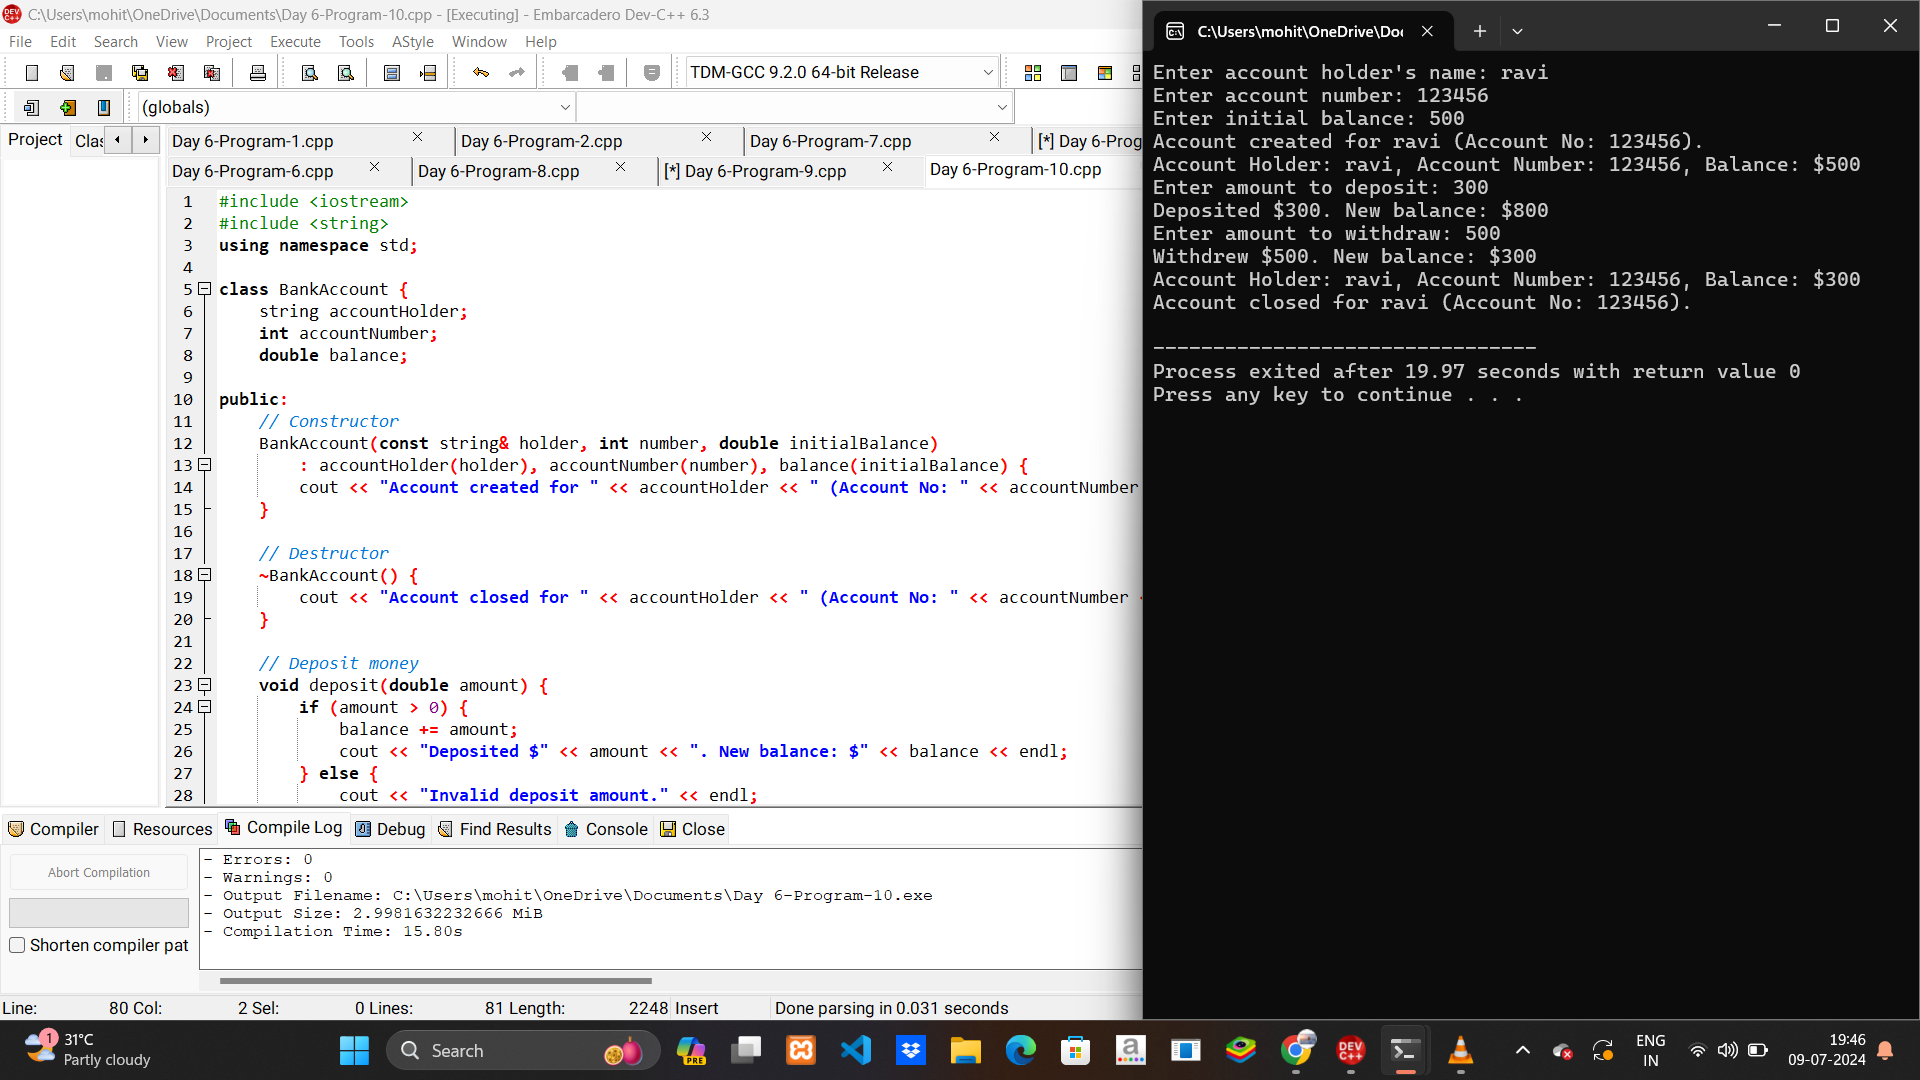 C:\Users\mohit\OneDrive\Documents\Day 6-Program-10.cpp - [Executing] - Embarcadero Dev-C++ 6.3
File Edit Search View Project Execute Tools AStyle Window Help
TDM-GCC 9.2.0 64-bit Release
(globals)
Project Clas
Day 6-Program-1.cpp Day 6-Program-2.cpp Day 6-Program-7.cpp [*] Day 6-Prog
Day 6-Program-6.cpp Day 6-Program-8.cpp [*] Day 6-Program-9.cpp Day 6-Program-10.cpp
1 #include <iostream>
2 #include <string>
3 using namespace std;
4
5 class BankAccount {
6 string accountHolder;
7 int accountNumber;
8 double balance;
9
10 public:
11 // Constructor
12 BankAccount(const string& holder, int number, double initialBalance)
13 : accountHolder(holder), accountNumber(number), balance(initialBalance) {
14 cout << "Account created for " << accountHolder << " (Account No: " << accountNumber
15 }
16
17 // Destructor
18 ~BankAccount() {
19 cout << "Account closed for " << accountHolder << " (Account No: " << accountNumber <
20 }
21
22 // Deposit money
23 void deposit(double amount) {
24 if (amount > 0) {
25 balance += amount;
26 cout << "Deposited $" << amount << ". New balance: $" << balance << endl;
27 } else {
28 cout << "Invalid deposit amount." << endl;
Compiler Resources Compile Log Debug Find Results Console Close
Abort Compilation
Shorten compiler pat
- Errors: 0
- Warnings: 0
- Output Filename: C:\Users\mohit\OneDrive\Documents\Day 6-Program-10.exe
- Output Size: 2.9981632232666 MiB
- Compilation Time: 15.80s
Line: 80 Col: 2 Sel: 0 Lines: 81 Length: 2248 Insert Done parsing in 0.031 seconds
C:\Users\mohit\OneDrive\Doc
Enter account holder's name: ravi
Enter account number: 123456
Enter initial balance: 500
Account created for ravi (Account No: 123456).
Account Holder: ravi, Account Number: 123456, Balance: $500
Enter amount to deposit: 300
Deposited $300. New balance: $800
Enter amount to withdraw: 500
Withdrew $500. New balance: $300
Account Holder: ravi, Account Number: 123456, Balance: $300
Account closed for ravi (Account No: 123456).
--------------------------------
Process exited after 19.97 seconds with return value 0
Press any key to continue . . .
1
31°C
Partly cloudy
Search
PRE
DEV C++
ENG
IN
19:46
09-07-2024